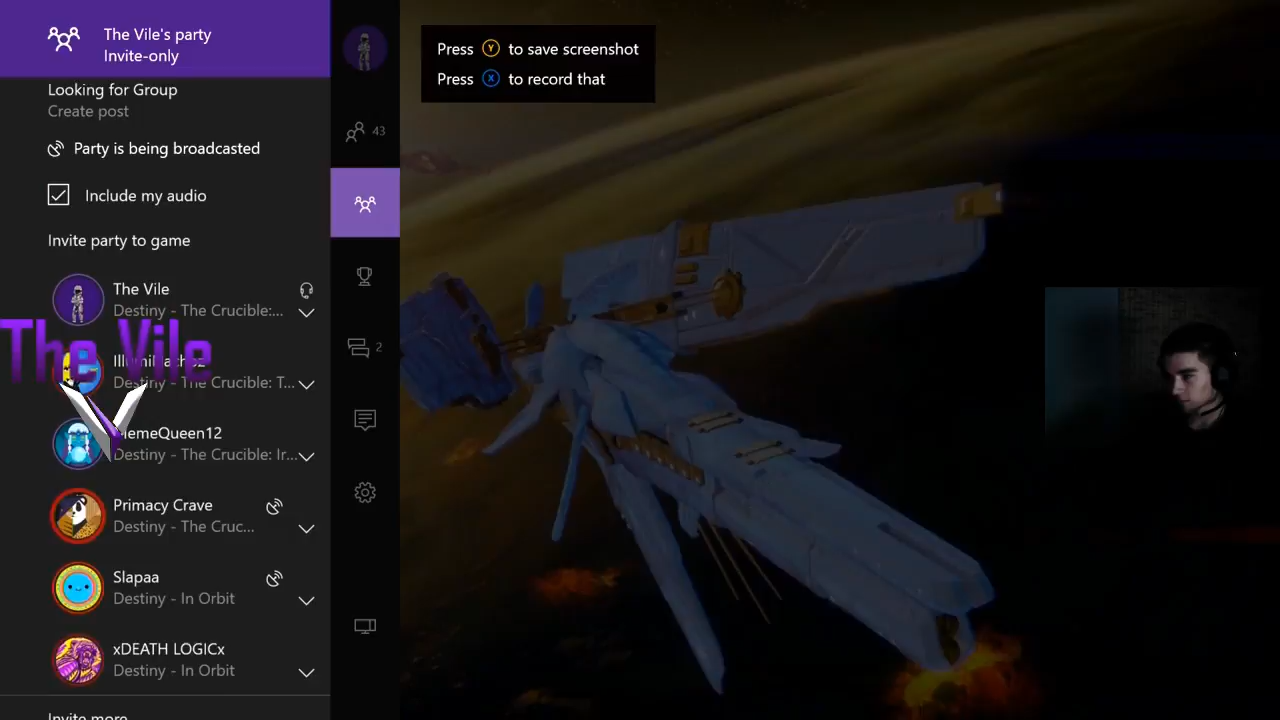 The Vile's party
Invite-only
Looking for Group
Create post
Party is being broadcasted
Include my audio
Invite party to game
The Vile
Destiny - The Crucible:...
The Vile
Destiny - The Crucible: T...
MemeQueen12
Destiny - The Crucible: Ir...
Primacy Crave
Destiny - The Cruc...
Slapaa
Destiny - In Orbit
xDEATH LOGICx
Destiny - In Orbit
Invite more
43
2
Press Y to save screenshot
Press X to record that